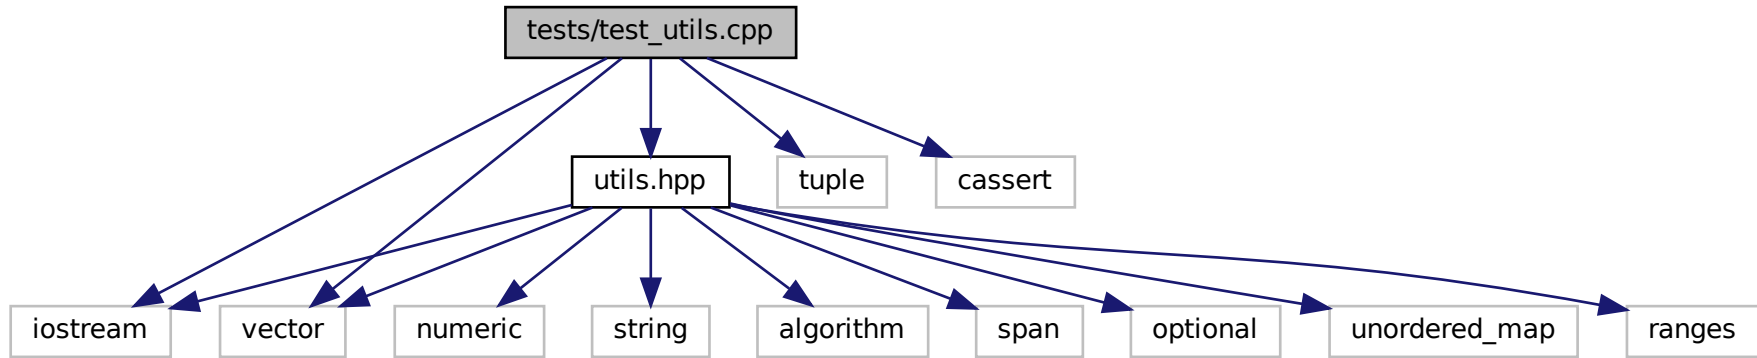 tests/test_utils.cpp
utils.hpp
tuple
cassert
iostream
vector
numeric
string
algorithm
span
optional
unordered_map
ranges